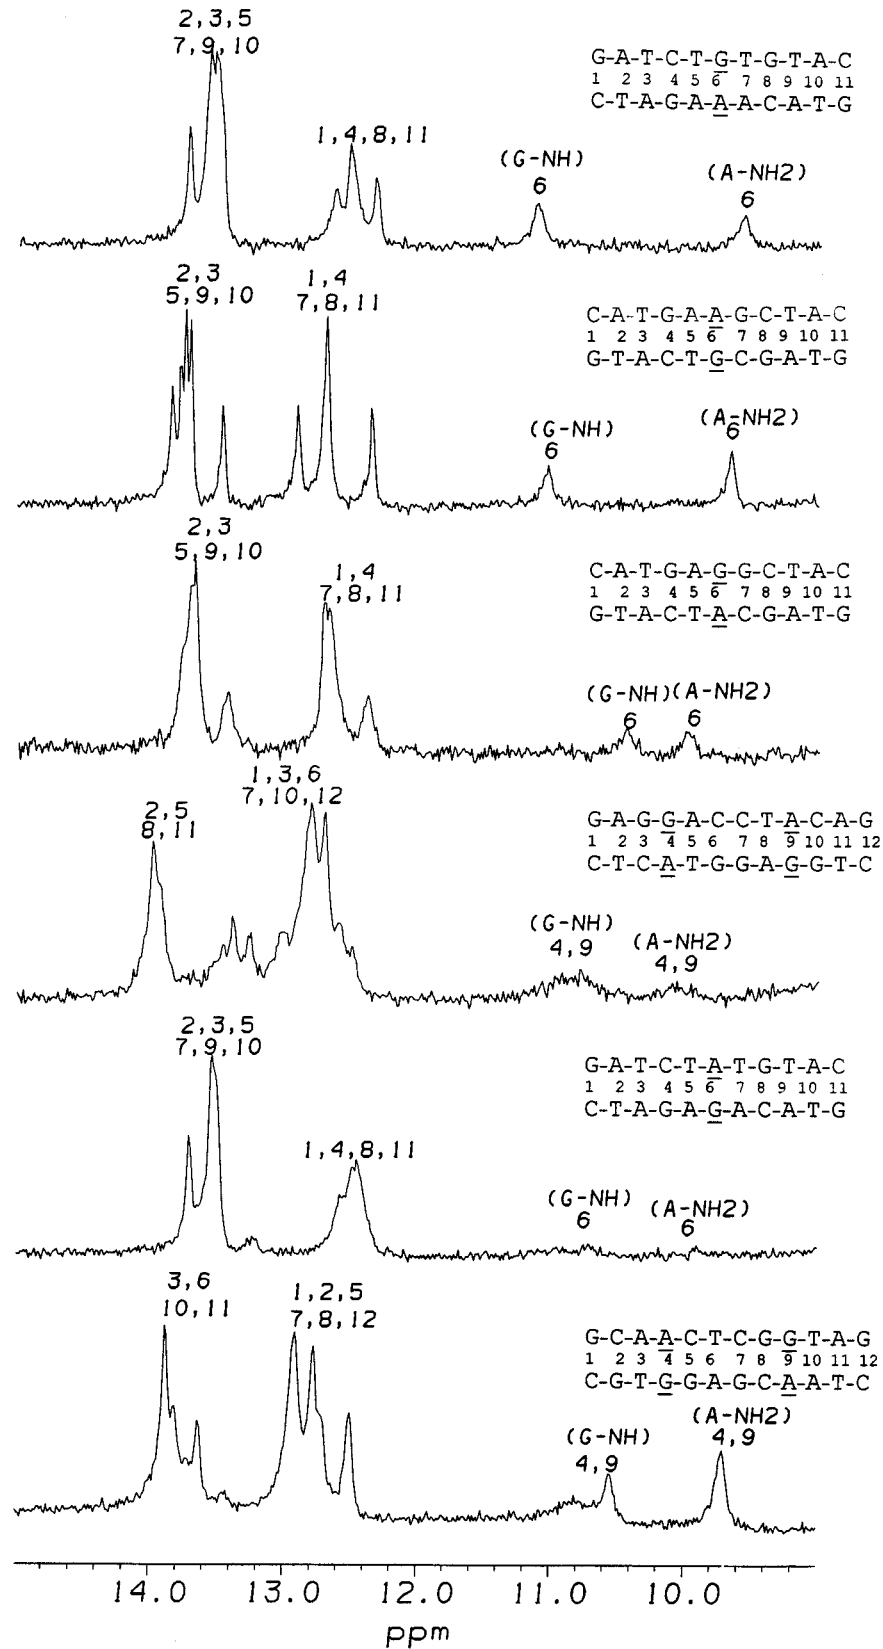 2,3,5
7,9,10
1,4,8,11
(G-NH)
6
(A-NH2)
6
G-A-T-C-T-G-T-G-T-A-C
1 2 3 4 5 6 7 8 9 10 11
C-T-A-G-A-A-A-C-A-T-G
2,3
5,9,10
1,4
7,8,11
(G-NH)
6
(A-NH2)
6
C-A-T-G-A-A-G-C-T-A-C
1 2 3 4 5 6 7 8 9 10 11
G-T-A-C-T-G-C-G-A-T-G
2,3
5,9,10
1,4
7,8,11
(G-NH)(A-NH2)
6 6
C-A-T-G-A-G-G-C-T-A-C
1 2 3 4 5 6 7 8 9 10 11
G-T-A-C-T-A-C-G-A-T-G
2,5
8,11
1,3,6
7,10,12
(G-NH)
4,9
(A-NH2)
4,9
G-A-G-G-A-C-C-T-A-C-A-G
1 2 3 4 5 6 7 8 9 10 11 12
C-T-C-A-T-G-G-A-G-G-T-C
2,3,5
7,9,10
1,4,8,11
(G-NH)
6
(A-NH2)
6
G-A-T-C-T-A-T-G-T-A-C
1 2 3 4 5 6 7 8 9 10 11
C-T-A-G-A-G-A-C-A-T-G
3,6
10,11
1,2,5
7,8,12
(G-NH)
4,9
(A-NH2)
4,9
G-C-A-A-C-T-C-G-G-T-A-G
1 2 3 4 5 6 7 8 9 10 11 12
C-G-T-G-G-A-G-C-A-A-T-C
14.0 13.0 12.0 11.0 10.0
ppm